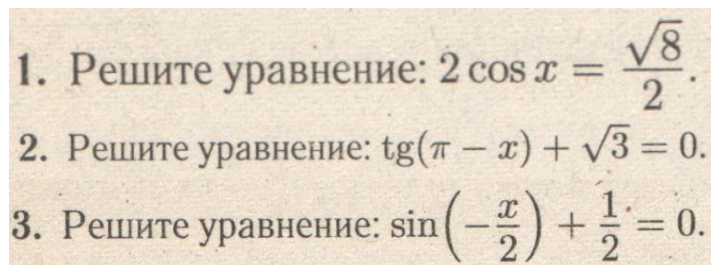 1. Решите уравнение: 2 cos x = √8/2.
2. Решите уравнение: tg(π − x) + √3 = 0.
3. Решите уравнение: sin(−x/2) + 1/2 = 0.